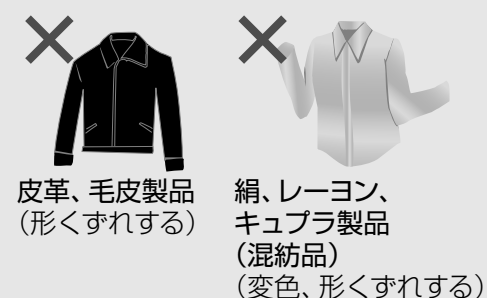 皮革、毛皮製品
（形くずれする）
絹、レーヨン、
キュプラ製品
（混紡品）
（変色、形くずれする）